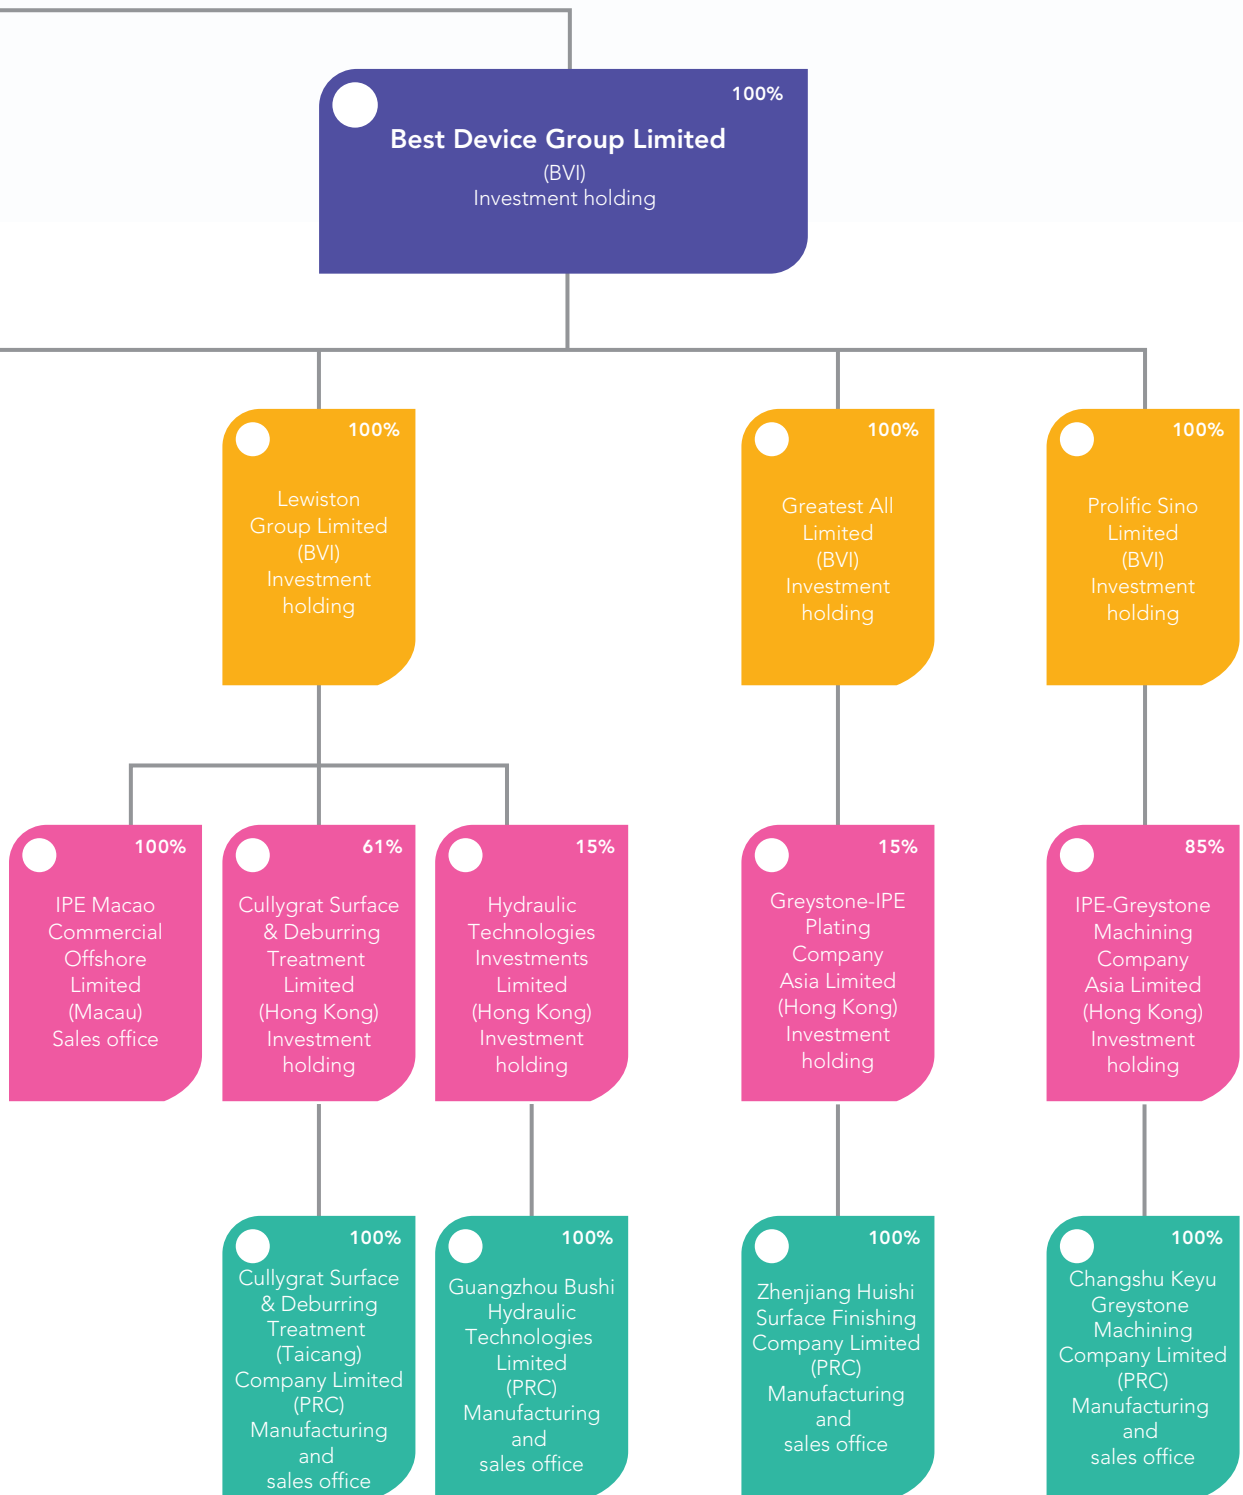 100%
Best Device Group Limited
(BVI)
Investment holding
100%
Lewiston
Group Limited
(BVI)
Investment
holding
100%
Greatest All
Limited
(BVI)
Investment
holding
100%
Prolific Sino
Limited
(BVI)
Investment
holding
100%
IPE Macao
Commercial
Offshore
Limited
(Macau)
Sales office
61%
Cullygrat Surface
& Deburring
Treatment
Limited
(Hong Kong)
Investment
holding
15%
Hydraulic
Technologies
Investments
Limited
(Hong Kong)
Investment
holding
15%
Greystone-IPE
Plating
Company
Asia Limited
(Hong Kong)
Investment
holding
85%
IPE-Greystone
Machining
Company
Asia Limited
(Hong Kong)
Investment
holding
100%
Cullygrat Surface
& Deburring
Treatment
(Taicang)
Company Limited
(PRC)
Manufacturing
and
sales office
100%
Guangzhou Bushi
Hydraulic
Technologies
Limited
(PRC)
Manufacturing
and
sales office
100%
Zhenjiang Huishi
Surface Finishing
Company Limited
(PRC)
Manufacturing
and
sales office
100%
Changshu Keyu
Greystone
Machining
Company Limited
(PRC)
Manufacturing
and
sales office